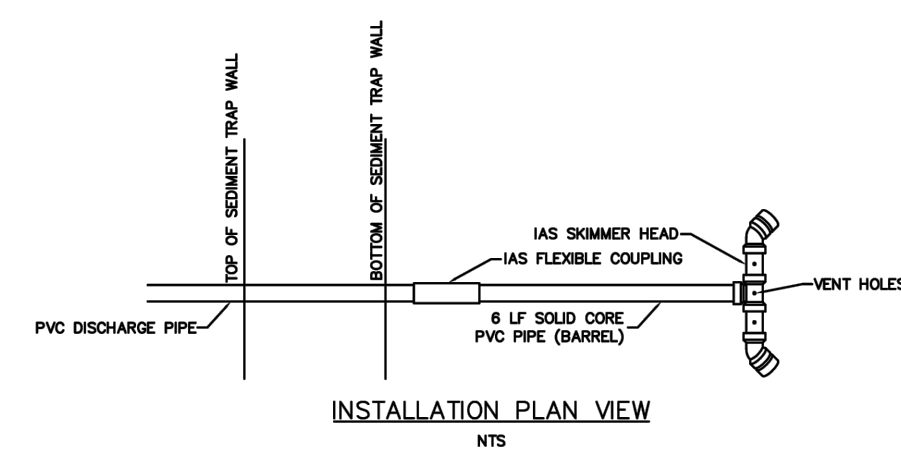 TOP OF SEDIMENT TRAP WALL
BOTTOM OF SEDIMENT TRAP WALL
IAS SKIMMER HEAD
IAS FLEXIBLE COUPLING
VENT HOLES
PVC DISCHARGE PIPE
6 LF SOLID CORE
PVC PIPE (BARREL)
INSTALLATION PLAN VIEW
NTS